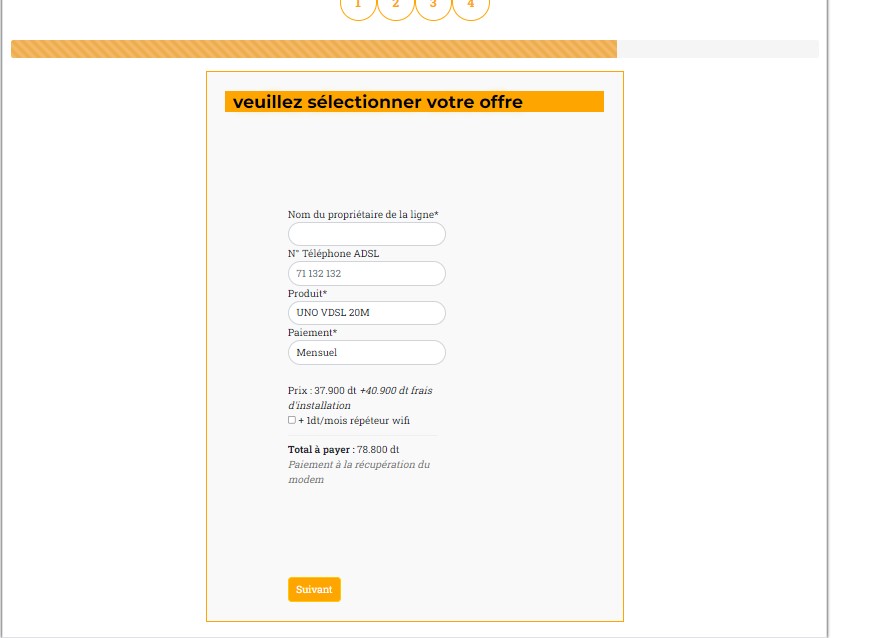 1 2 3 4
veuillez sélectionner votre offre
Nom du propriétaire de la ligne*
N° Téléphone ADSL
71 132 132
Produit*
UNO VDSL 20M
Paiement*
Mensuel
Prix : 37.900 dt +40.900 dt frais
d'installation
+ 1dt/mois répéteur wifi
Total à payer : 78.800 dt
Paiement à la récupération du
modem
Suivant